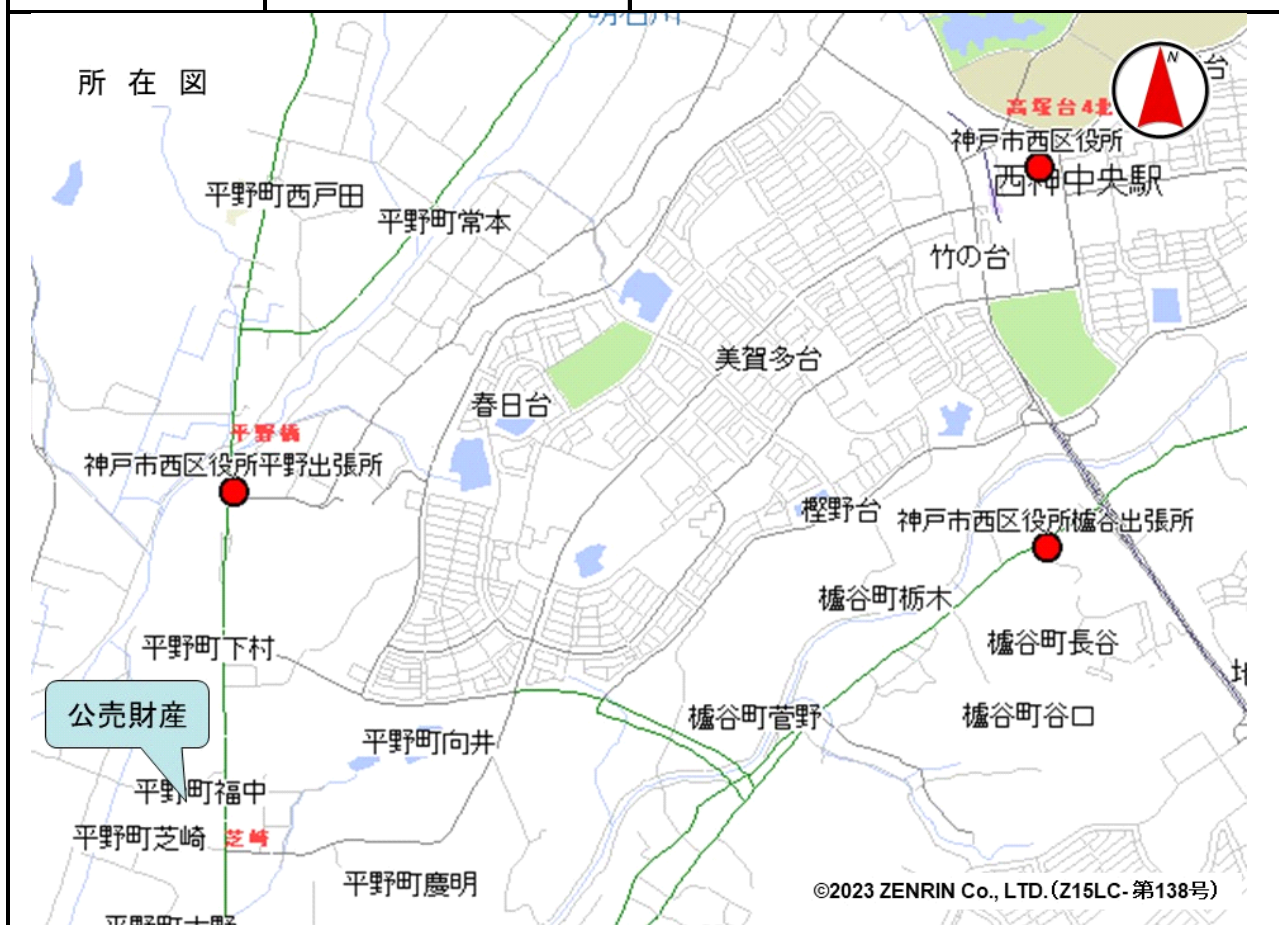 明石川
所在図
N
台
高塚台4北
神戸市西区役所
西神中央駅
平野町西戸田
平野町常本
竹の台
美賀多台
春日台
平野橋
神戸市西区役所平野出張所
樫野台
神戸市西区役所櫨谷出張所
櫨谷町栃木
櫨谷町長谷
平野町下村
公売財産
櫨谷町菅野
櫨谷町谷口
平野町向井
平野町福中
平野町芝崎
芝崎
平野町慶明
©2023 ZENRIN Co., LTD.(Z15LC-第138号)